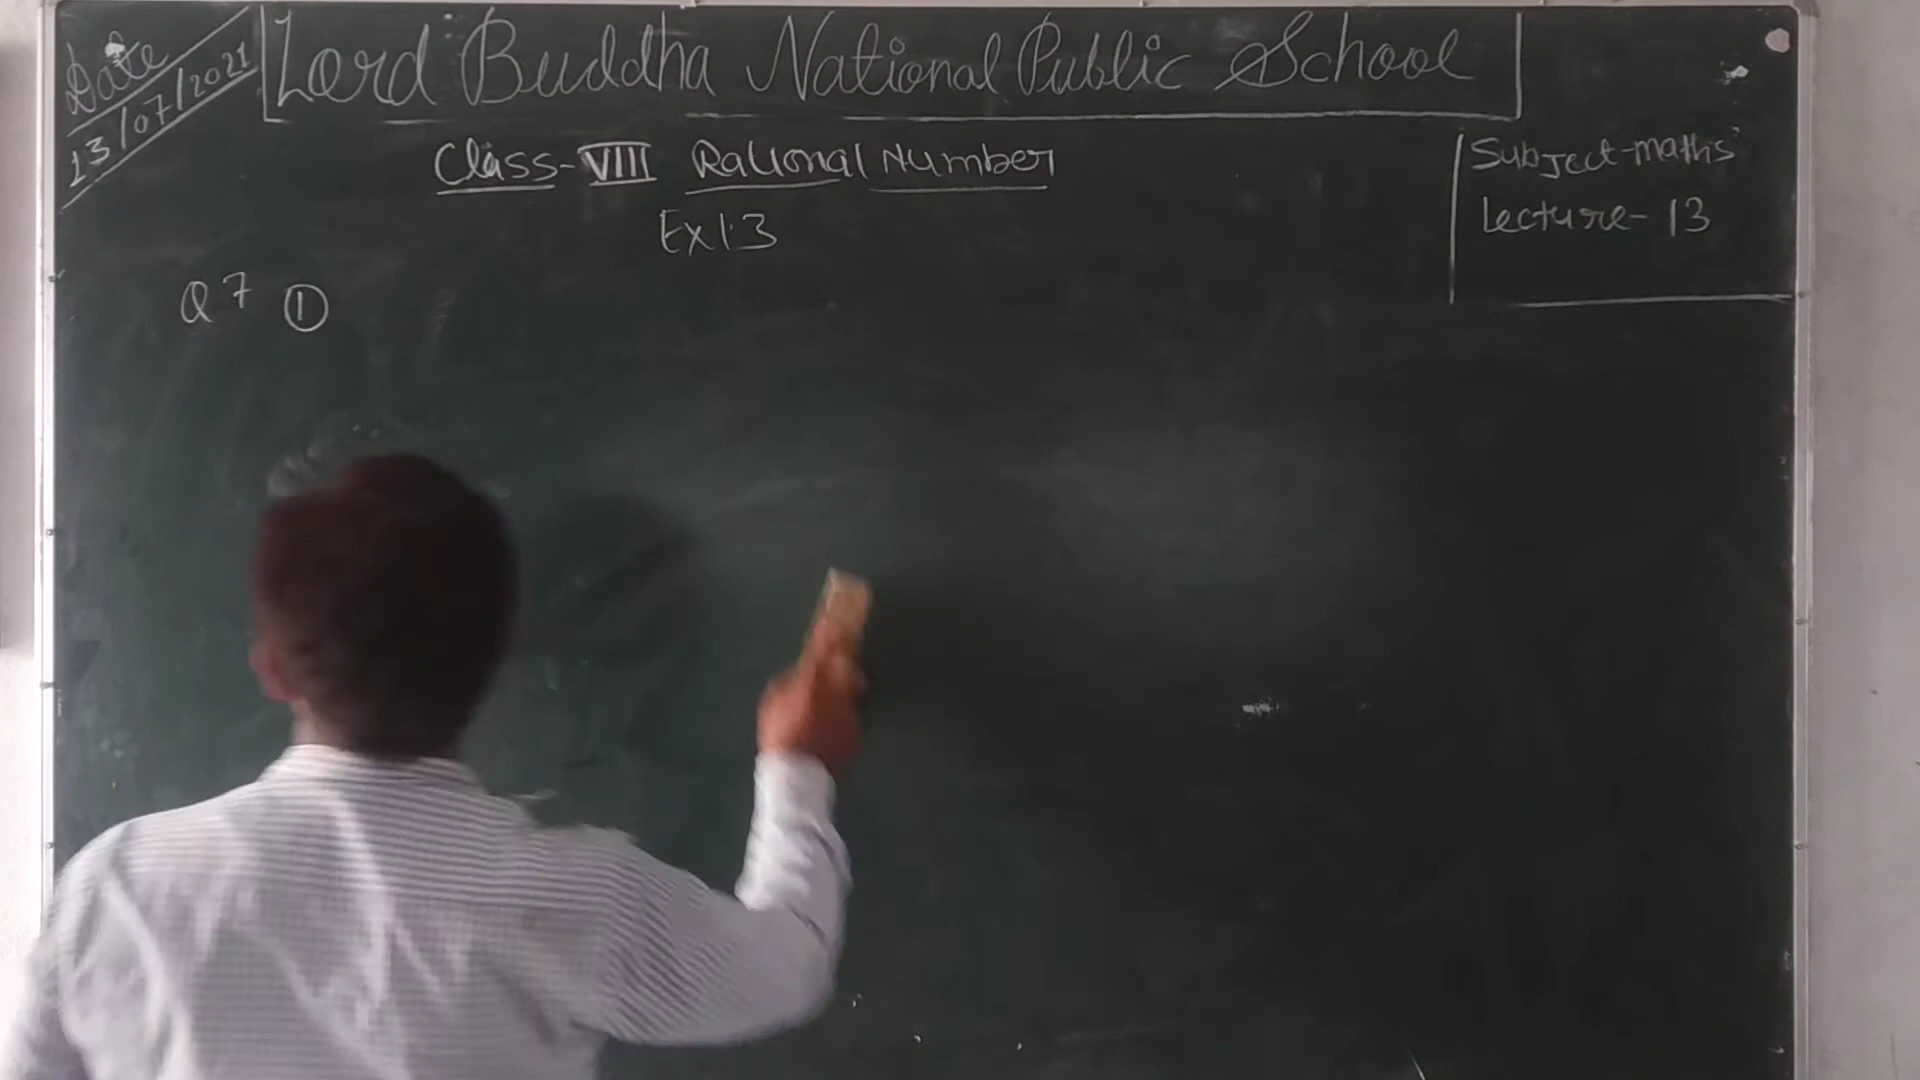 Date
13/07/2021
Lord Buddha National Public School
Class-VIII Rational Number
Ex 1.3
Subject-maths
Lecture-13
Q 7 ①